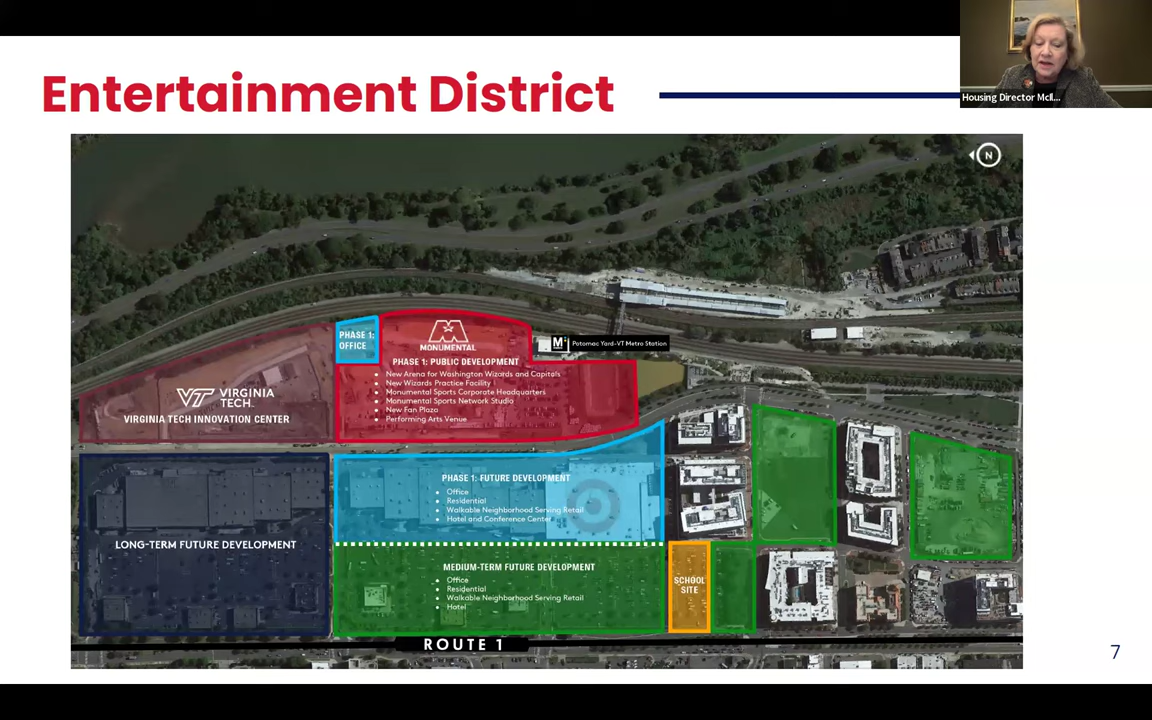 Entertainment District
Housing Director McIl...
N
PHASE 1:
OFFICE
MONUMENTAL
PHASE 1: PUBLIC DEVELOPMENT
• New Arena for Washington Wizards and Capitals
• New Wizards Practice Facility
• Monumental Sports Corporate Headquarters
• Monumental Sports Network Studio
• New Fan Plaza
• Performing Arts Venue
M
Potomac Yard-VT Metro Station
VT VIRGINIA
TECH
VIRGINIA TECH INNOVATION CENTER
PHASE 1: FUTURE DEVELOPMENT
• Office
• Residential
• Walkable Neighborhood Serving Retail
• Hotel and Conference Center
LONG-TERM FUTURE DEVELOPMENT
MEDIUM-TERM FUTURE DEVELOPMENT
• Office
• Residential
• Walkable Neighborhood Serving Retail
• Hotel
SCHOOL
SITE
ROUTE 1
7